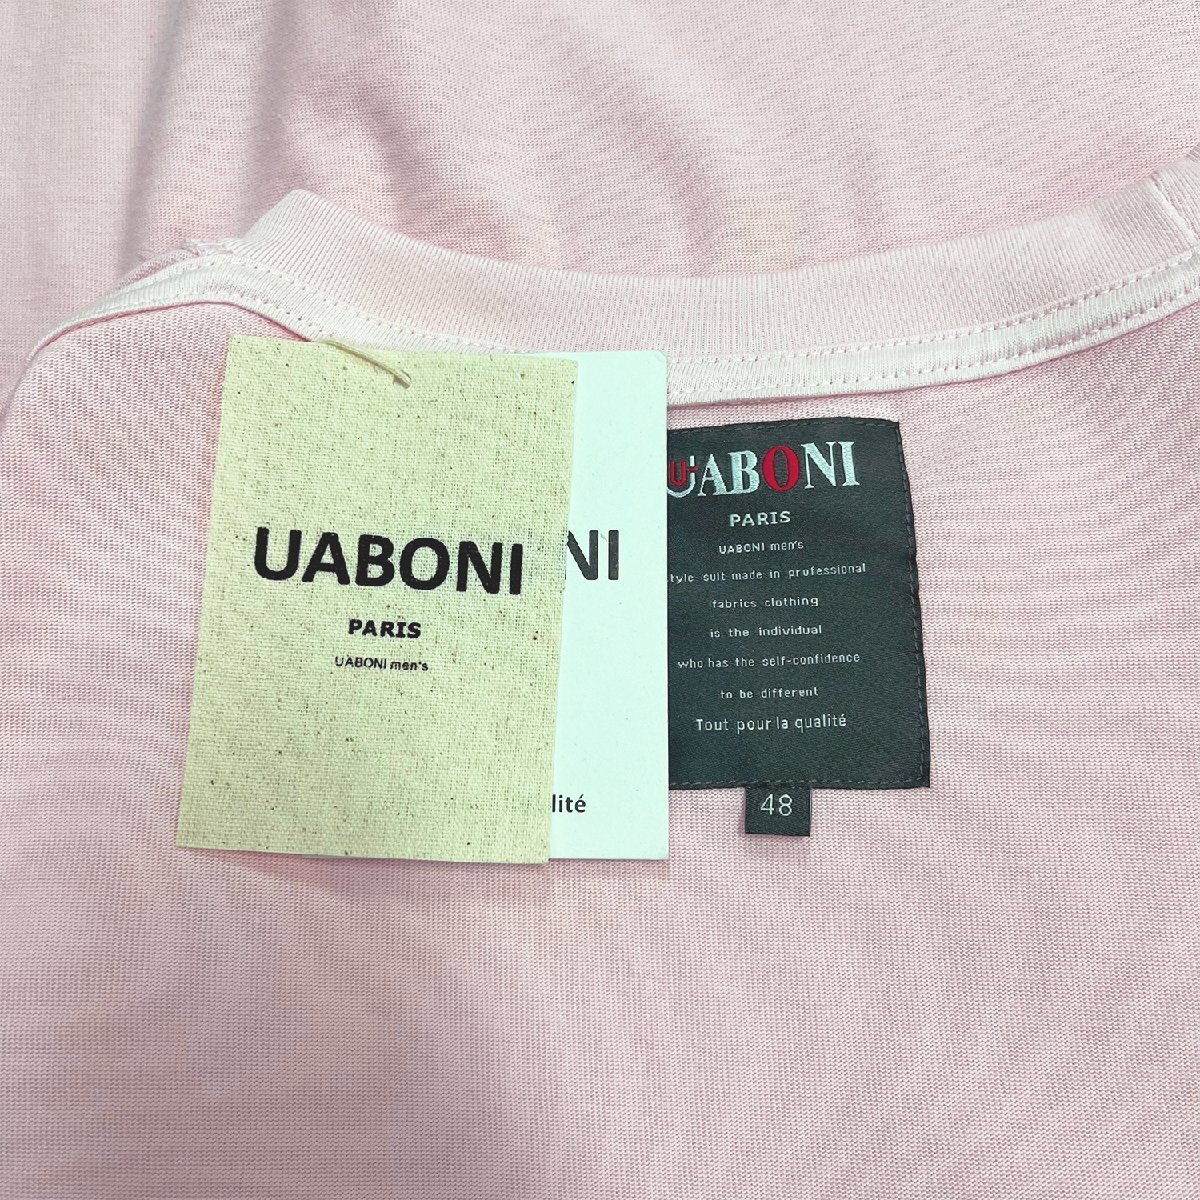 UABONI
PARIS
UABONI men's
NI
lité
UABONI
PARIS
UABONI men's
tyle suit made in professional
fabrics clothing
is the individual
who has the self-confidence
to be different
Tout pour la qualité
48